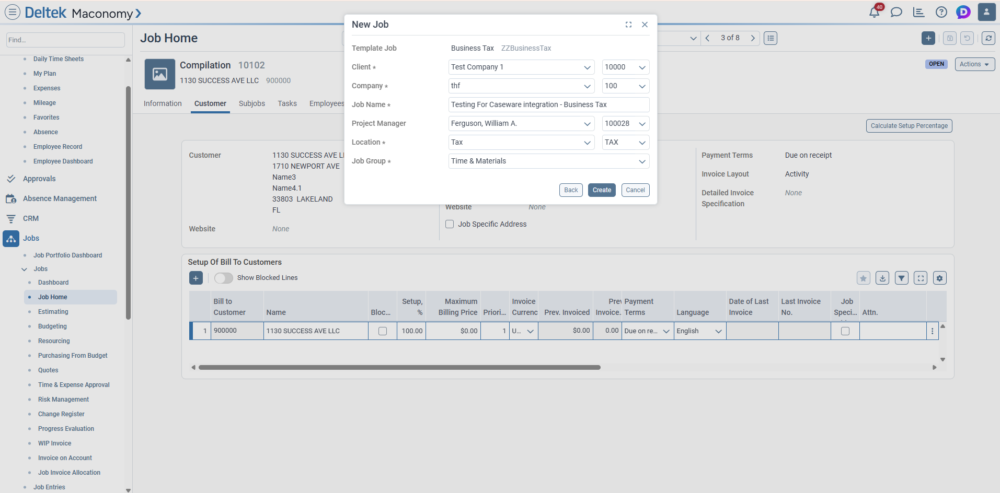 Deltek Maconomy
40
Find...
Daily Time Sheets
My Plan
Expenses
Mileage
Favorites
Absence
Employee Record
Employee Dashboard
Approvals
Absence Management
CRM
Jobs
Job Portfolio Dashboard
Jobs
Dashboard
Job Home
Estimating
Budgeting
Resourcing
Purchasing From Budget
Quotes
Time & Expense Approval
Risk Management
Change Register
Progress Evaluation
WIP Invoice
Invoice on Account
Job Invoice Allocation
Job Entries
Job Home
3 of 8
Compilation 10102
1130 SUCCESS AVE LLC 900000
OPEN
Actions
Information Customer Subjobs Tasks Employees
Calculate Setup Percentage
New Job
Template Job Business Tax ZZBusinessTax
Client * Test Company 1 10000
Company * thf 100
Job Name * Testing For Caseware integration - Business Tax
Project Manager Ferguson, William A. 100028
Location * Tax TAX
Job Group * Time & Materials
Back Create Cancel
Customer 1130 SUCCESS AVE LL
1710 NEWPORT AVE
Name3
Name4.1
33803 LAKELAND
FL
Website None
Website None
Job Specific Address
Payment Terms Due on receipt
Invoice Layout Activity
Detailed Invoice Specification None
Setup Of Bill To Customers
Show Blocked Lines
Bill to Customer Name Bloc... Setup, % Maximum Billing Price Priori... Invoice Currenc Prev. Invoiced Prev Invoice. Payment Terms Language Date of Last Invoice Last Invoice No. Job Speci... Attn.
1 900000 1130 SUCCESS AVE LLC 100.00 $0.00 1 U... $0.00 0.00 Due on re... English